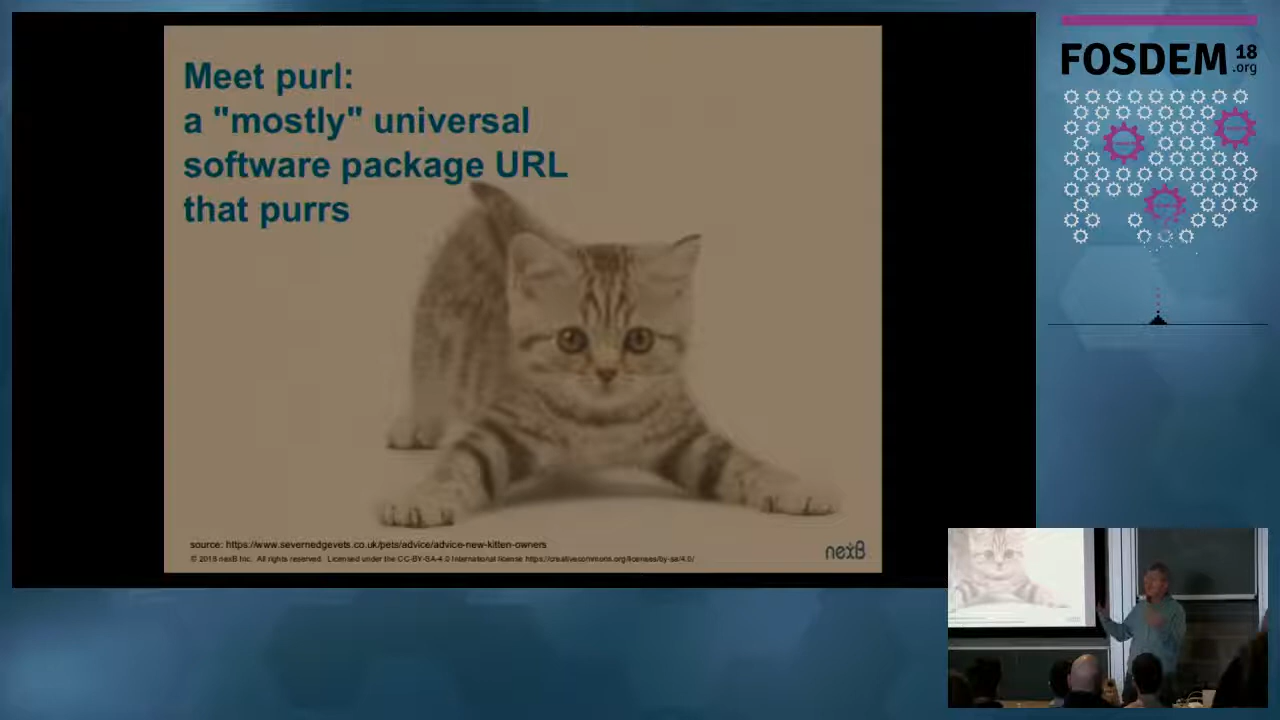 Meet purl:
a "mostly" universal
software package URL
that purrs
source: https://www.severnedgevets.co.uk/pets/advice/advice-new-kitten-owners
© 2018 nexB Inc. All rights reserved. Licensed under the CC-BY-SA-4.0 International license https://creativecommons.org/licenses/by-sa/4.0/
nexB
FOSDEM 18
.org